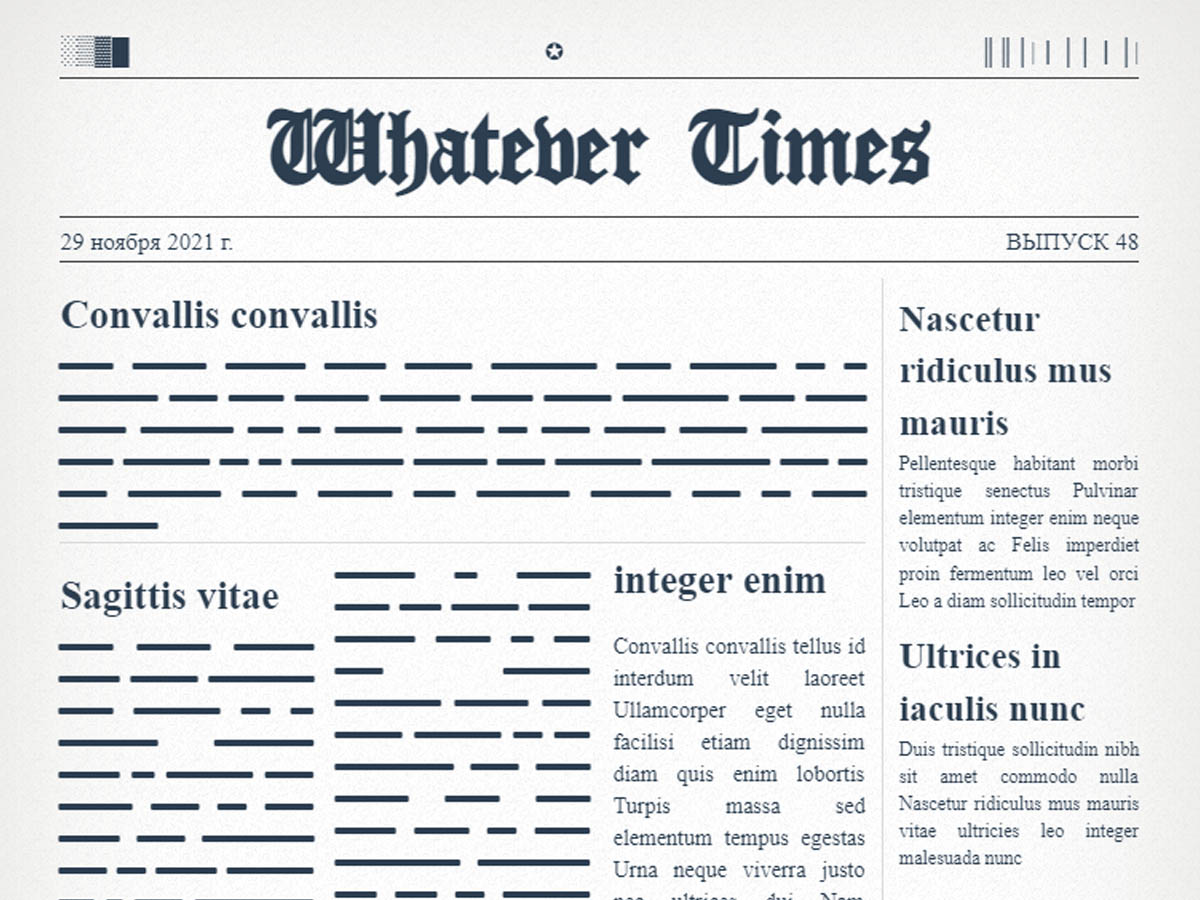 Whatever Times
29 ноября 2021 г.
ВЫПУСК 48
Convallis convallis
Sagittis vitae
integer enim
Convallis convallis tellus id
interdum velit laoreet
Ullamcorper eget nulla
facilisi etiam dignissim
diam quis enim lobortis
Turpis massa sed
elementum tempus egestas
Urna neque viverra justo
Nascetur
ridiculus mus
mauris
Pellentesque habitant morbi
tristique senectus Pulvinar
elementum integer enim neque
volutpat ac Felis imperdiet
proin fermentum leo vel orci
Leo a diam sollicitudin tempor
Ultrices in
iaculis nunc
Duis tristique sollicitudin nibh
sit amet commodo nulla
Nascetur ridiculus mus mauris
vitae ultricies leo integer
malesuada nunc